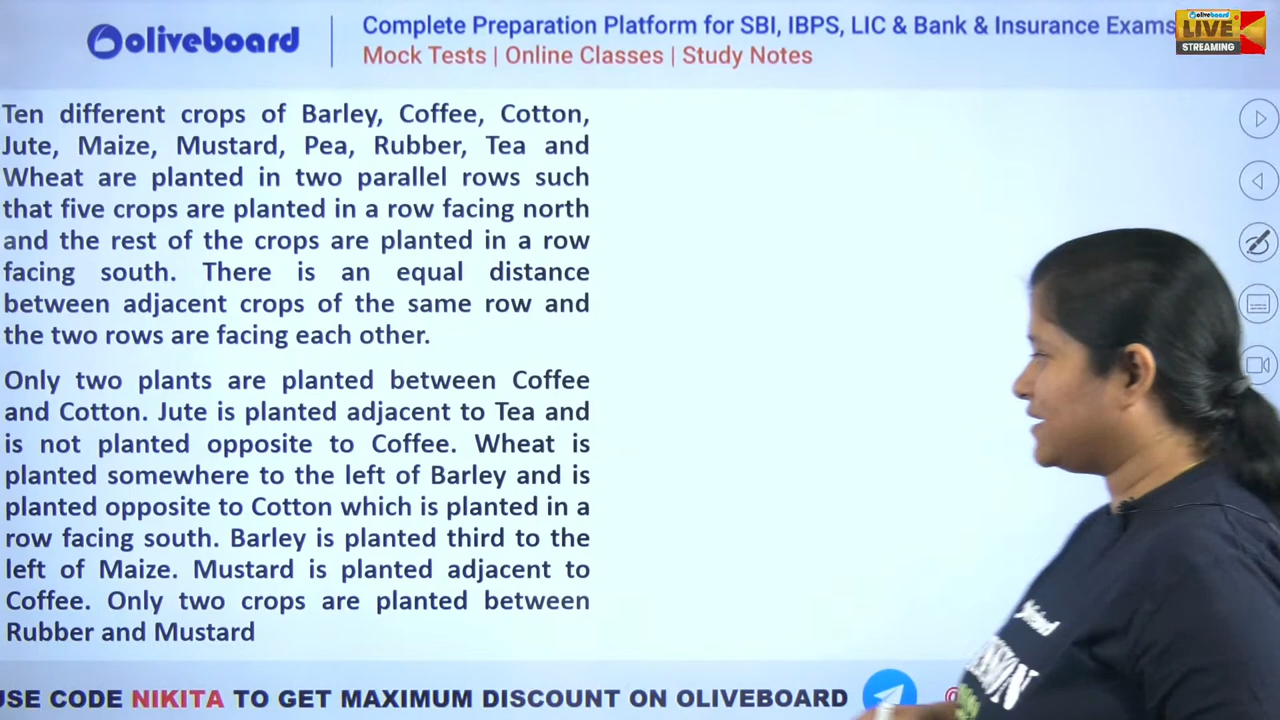 oliveboard
Complete Preparation Platform for SBI, IBPS, LIC & Bank & Insurance Exams
Mock Tests | Online Classes | Study Notes
oliveboard
LIVE
STREAMING
Ten different crops of Barley, Coffee, Cotton,
Jute, Maize, Mustard, Pea, Rubber, Tea and
Wheat are planted in two parallel rows such
that five crops are planted in a row facing north
and the rest of the crops are planted in a row
facing south. There is an equal distance
between adjacent crops of the same row and
the two rows are facing each other.
Only two plants are planted between Coffee
and Cotton. Jute is planted adjacent to Tea and
is not planted opposite to Coffee. Wheat is
planted somewhere to the left of Barley and is
planted opposite to Cotton which is planted in a
row facing south. Barley is planted third to the
left of Maize. Mustard is planted adjacent to
Coffee. Only two crops are planted between
Rubber and Mustard
USE CODE NIKITA TO GET MAXIMUM DISCOUNT ON OLIVEBOARD